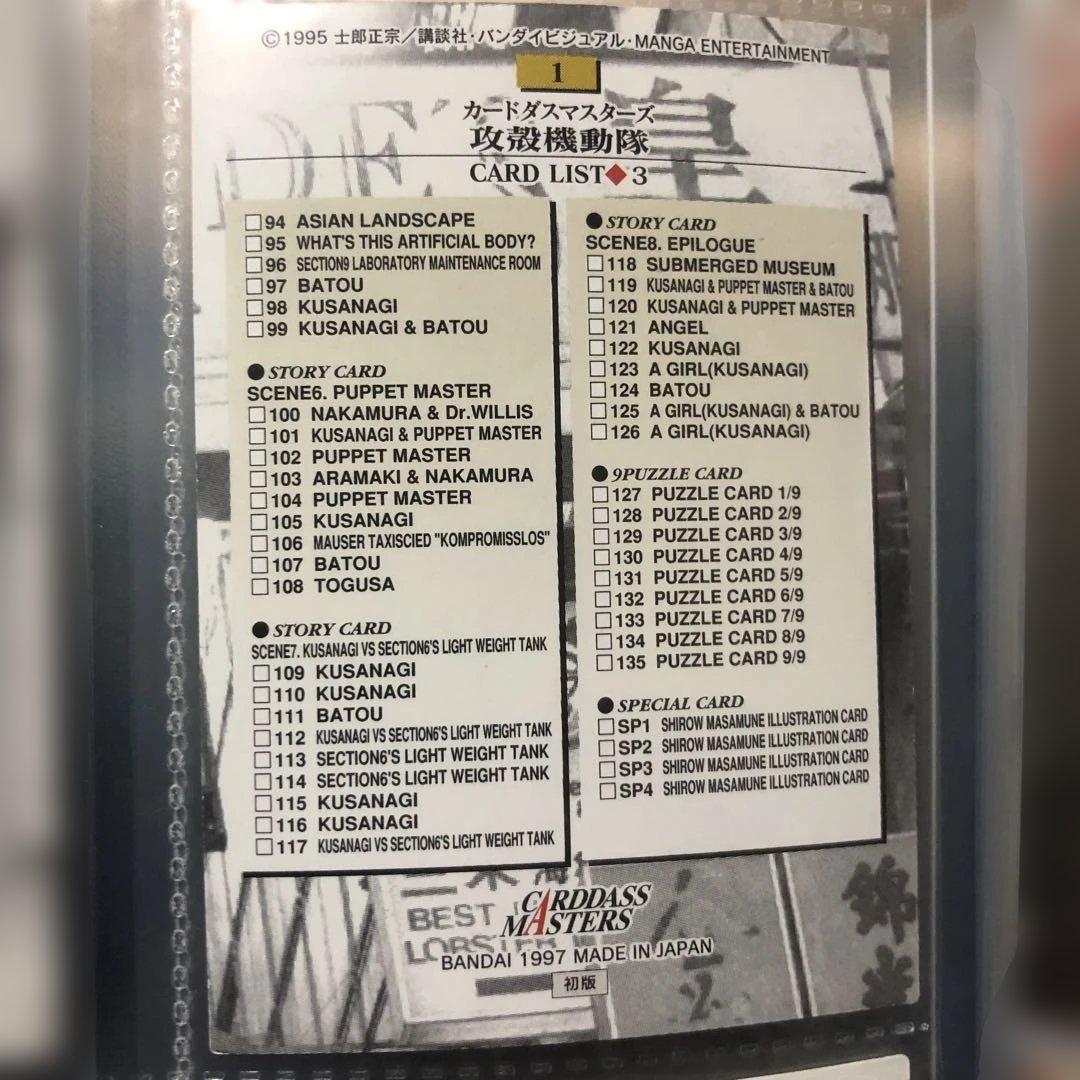 ©1995 士郎正宗／講談社・バンダイビジュアル・MANGA ENTERTAINMENT
1
カードダスマスターズ
攻殻機動隊
CARD LIST◆3
□94 ASIAN LANDSCAPE
□95 WHAT'S THIS ARTIFICIAL BODY?
□96 SECTION9 LABORATORY MAINTENANCE ROOM
□97 BATOU
□98 KUSANAGI
□99 KUSANAGI & BATOU
●STORY CARD
SCENE6. PUPPET MASTER
□100 NAKAMURA & Dr.WILLIS
□101 KUSANAGI & PUPPET MASTER
□102 PUPPET MASTER
□103 ARAMAKI & NAKAMURA
□104 PUPPET MASTER
□105 KUSANAGI
□106 MAUSER TAXISCIED "KOMPROMISSLOS"
□107 BATOU
□108 TOGUSA
●STORY CARD
SCENE7. KUSANAGI VS SECTION6'S LIGHT WEIGHT TANK
□109 KUSANAGI
□110 KUSANAGI
□111 BATOU
□112 KUSANAGI VS SECTION6'S LIGHT WEIGHT TANK
□113 SECTION6'S LIGHT WEIGHT TANK
□114 SECTION6'S LIGHT WEIGHT TANK
□115 KUSANAGI
□116 KUSANAGI
□117 KUSANAGI VS SECTION6'S LIGHT WEIGHT TANK
●STORY CARD
SCENE8. EPILOGUE
□118 SUBMERGED MUSEUM
□119 KUSANAGI & PUPPET MASTER & BATOU
□120 KUSANAGI & PUPPET MASTER
□121 ANGEL
□122 KUSANAGI
□123 A GIRL(KUSANAGI)
□124 BATOU
□125 A GIRL(KUSANAGI) & BATOU
□126 A GIRL(KUSANAGI)
●9PUZZLE CARD
□127 PUZZLE CARD 1/9
□128 PUZZLE CARD 2/9
□129 PUZZLE CARD 3/9
□130 PUZZLE CARD 4/9
□131 PUZZLE CARD 5/9
□132 PUZZLE CARD 6/9
□133 PUZZLE CARD 7/9
□134 PUZZLE CARD 8/9
□135 PUZZLE CARD 9/9
●SPECIAL CARD
□SP1 SHIROW MASAMUNE ILLUSTRATION CARD
□SP2 SHIROW MASAMUNE ILLUSTRATION CARD
□SP3 SHIROW MASAMUNE ILLUSTRATION CARD
□SP4 SHIROW MASAMUNE ILLUSTRATION CARD
BEST
LOBSTER
CARDDASS
MASTERS
BANDAI 1997 MADE IN JAPAN
初版
錦